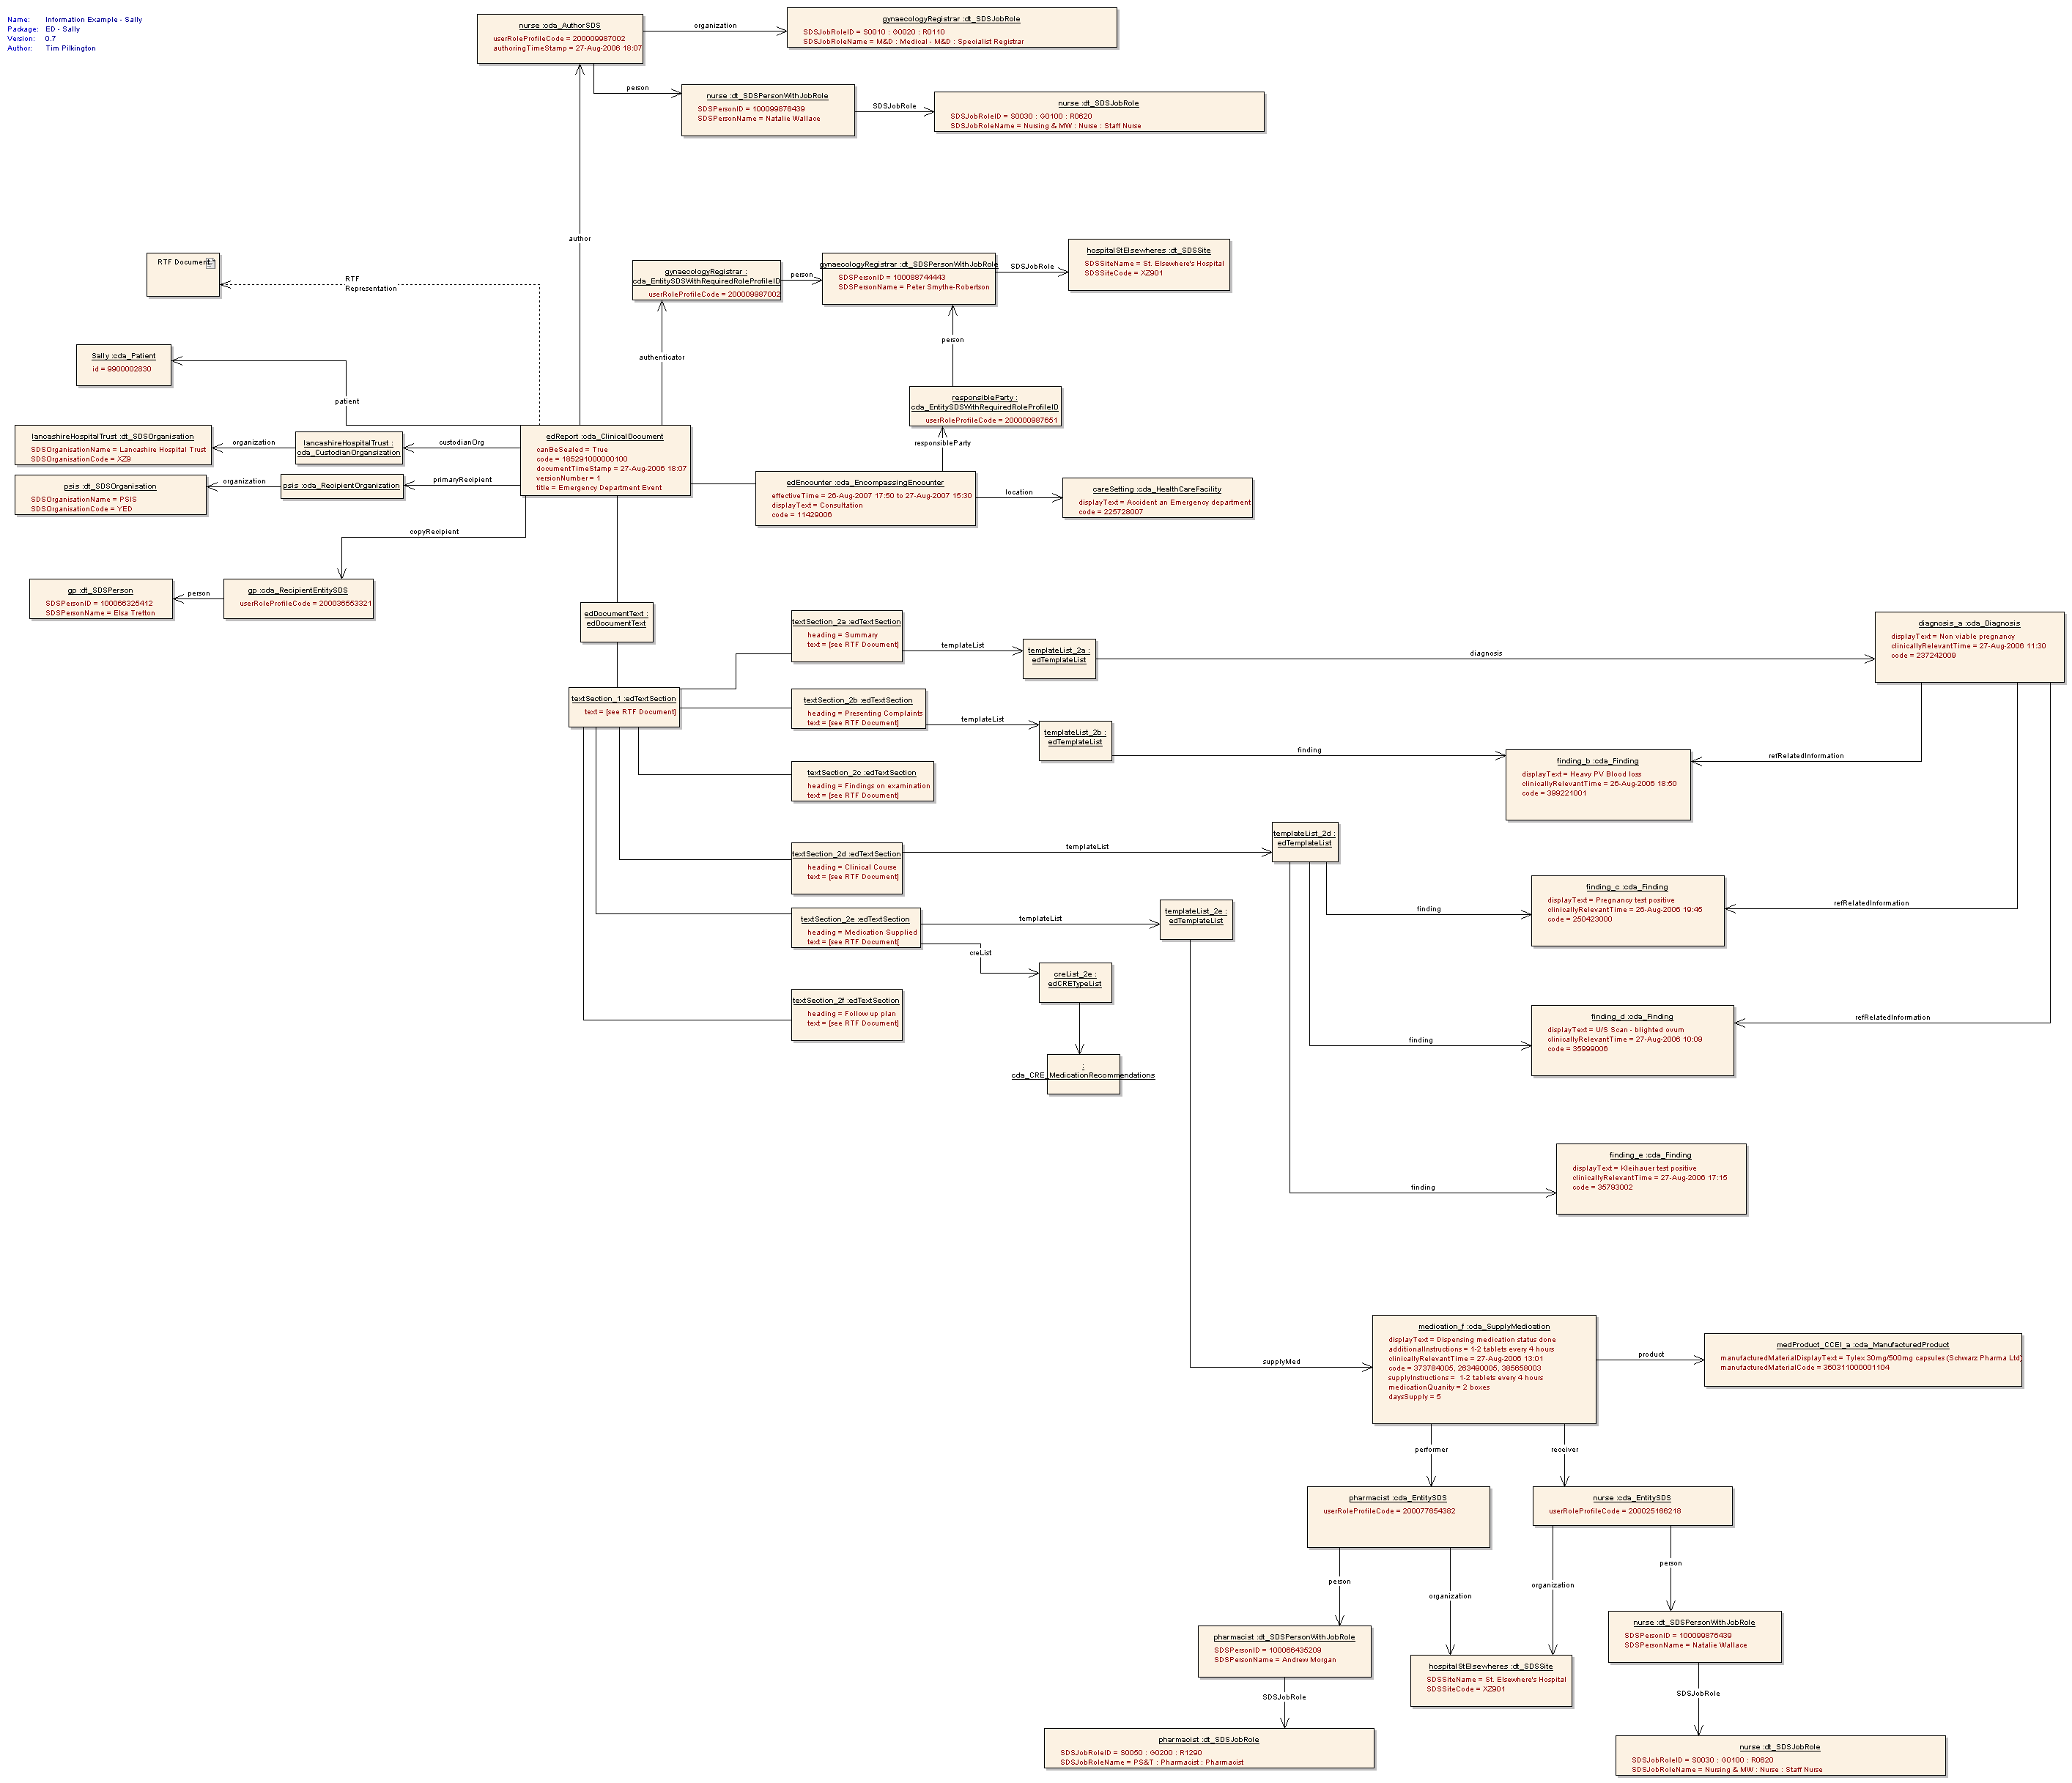 Name: Information Example - Sally
Package: ED - Sally
Version: 0.7
Author: Tim Pilkington
nurse :cda_AuthorSDS
userRoleProfileCode = 200009987002
authoringTimeStamp = 27-Aug-2006 18:07
organization
gynaecologyRegistrar :dt_SDSJobRole
SDSJobRoleID = S0010 : G0020 : R0110
SDSJobRoleName = M&D : Medical - M&D : Specialist Registrar
person
nurse :dt_SDSPersonWithJobRole
SDSPersonID = 100099876439
SDSPersonName = Natalie Wallace
SDSJobRole
nurse :dt_SDSJobRole
SDSJobRoleID = S0030 : G0100 : R0620
SDSJobRoleName = Nursing & MW : Nurse : Staff Nurse
author
RTF Document
RTF
Representation
gynaecologyRegistrar :
cda_EntitySDSWithRequiredRoleProfileID
userRoleProfileCode = 200009987002
person
gynaecologyRegistrar :dt_SDSPersonWithJobRole
SDSPersonID = 100088744443
SDSPersonName = Peter Smythe-Robertson
SDSJobRole
hospitalStElsewheres :dt_SDSSite
SDSSiteName = St. Elsewhere's Hospital
SDSSiteCode = XZ901
authenticator
person
Sally :cda_Patient
id = 9900002830
patient
responsibleParty :
cda_EntitySDSWithRequiredRoleProfileID
userRoleProfileCode = 200000987651
responsibleParty
lancashireHospitalTrust :dt_SDSOrganisation
SDSOrganisationName = Lancashire Hospital Trust
SDSOrganisationCode = XZ9
organization
lancashireHospitalTrust :
cda_CustodianOrgansization
custodianOrg
edReport :cda_ClinicalDocument
canBeSealed = True
code = 185291000000100
documentTimeStamp = 27-Aug-2006 18:07
versionNumber = 1
title = Emergency Department Event
psis :dt_SDSOrganisation
SDSOrganisationName = PSIS
SDSOrganisationCode = YED
organization
psis :cda_RecipientOrganization
primaryRecipient
edEncounter :cda_EncompassingEncounter
effectiveTime = 26-Aug-2007 17:50 to 27-Aug-2007 15:30
displayText = Consultation
code = 11429006
location
careSetting :cda_HealthCareFacility
displayText = Accident an Emergency department
code = 225728007
copyRecipient
gp :dt_SDSPerson
SDSPersonID = 100066325412
SDSPersonName = Elsa Tretton
person
gp :cda_RecipientEntitySDS
userRoleProfileCode = 200036553321
edDocumentText :
edDocumentText
textSection_1 :edTextSection
text = [see RTF Document]
textSection_2a :edTextSection
heading = Summary
text = [see RTF Document]
templateList
templateList_2a :
edTemplateList
diagnosis
diagnosis_a :cda_Diagnosis
displayText = Non viable pregnancy
clinicallyRelevantTime = 27-Aug-2006 11:30
code = 237242009
textSection_2b :edTextSection
heading = Presenting Complaints
text = [see RTF Document]
templateList
templateList_2b :
edTemplateList
finding
finding_b :cda_Finding
displayText = Heavy PV Blood loss
clinicallyRelevantTime = 26-Aug-2006 18:50
code = 399221001
refRelatedInformation
textSection_2c :edTextSection
heading = Findings on examination
text = [see RTF Document]
textSection_2d :edTextSection
heading = Clinical Course
text = [see RTF Document]
templateList
templateList_2d :
edTemplateList
finding
finding_c :cda_Finding
displayText = Pregnancy test positive
clinicallyRelevantTime = 26-Aug-2006 19:45
code = 250423000
refRelatedInformation
textSection_2e :edTextSection
heading = Medication Supplied
text = [see RTF Document]
templateList
templateList_2e :
edTemplateList
creList
creList_2e :
edCRETypeList
:
cda_CRE_MedicationRecommendations
textSection_2f :edTextSection
heading = Follow up plan
text = [see RTF Document]
finding
finding_d :cda_Finding
displayText = U/S Scan - blighted ovum
clinicallyRelevantTime = 27-Aug-2006 10:09
code = 35999006
refRelatedInformation
finding
finding_e :cda_Finding
displayText = Kleihauer test positive
clinicallyRelevantTime = 27-Aug-2006 17:15
code = 35793002
supplyMed
medication_f :cda_SupplyMedication
displayText = Dispensing medication status done
additionalInstructions = 1-2 tablets every 4 hours
clinicallyRelevantTime = 27-Aug-2006 13:01
code = 373784005, 263490005, 385658003
supplyInstructions = 1-2 tablets every 4 hours
medicationQuanity = 2 boxes
daysSupply = 5
product
medProduct_CCEI_a :cda_ManufacturedProduct
manufacturedMaterialDisplayText = Tylex 30mg/500mg capsules (Schwarz Pharma Ltd)
manufacturedMaterialCode = 360311000001104
performer
receiver
pharmacist :cda_EntitySDS
userRoleProfileCode = 200077654382
nurse :cda_EntitySDS
userRoleProfileCode = 200025166218
person
organization
organization
person
pharmacist :dt_SDSPersonWithJobRole
SDSPersonID = 100066435209
SDSPersonName = Andrew Morgan
hospitalStElsewheres :dt_SDSSite
SDSSiteName = St. Elsewhere's Hospital
SDSSiteCode = XZ901
nurse :dt_SDSPersonWithJobRole
SDSPersonID = 100099876439
SDSPersonName = Natalie Wallace
SDSJobRole
SDSJobRole
pharmacist :dt_SDSJobRole
SDSJobRoleID = S0050 : G0200 : R1290
SDSJobRoleName = PS&T : Pharmacist : Pharmacist
nurse :dt_SDSJobRole
SDSJobRoleID = S0030 : G0100 : R0620
SDSJobRoleName = Nursing & MW : Nurse : Staff Nurse